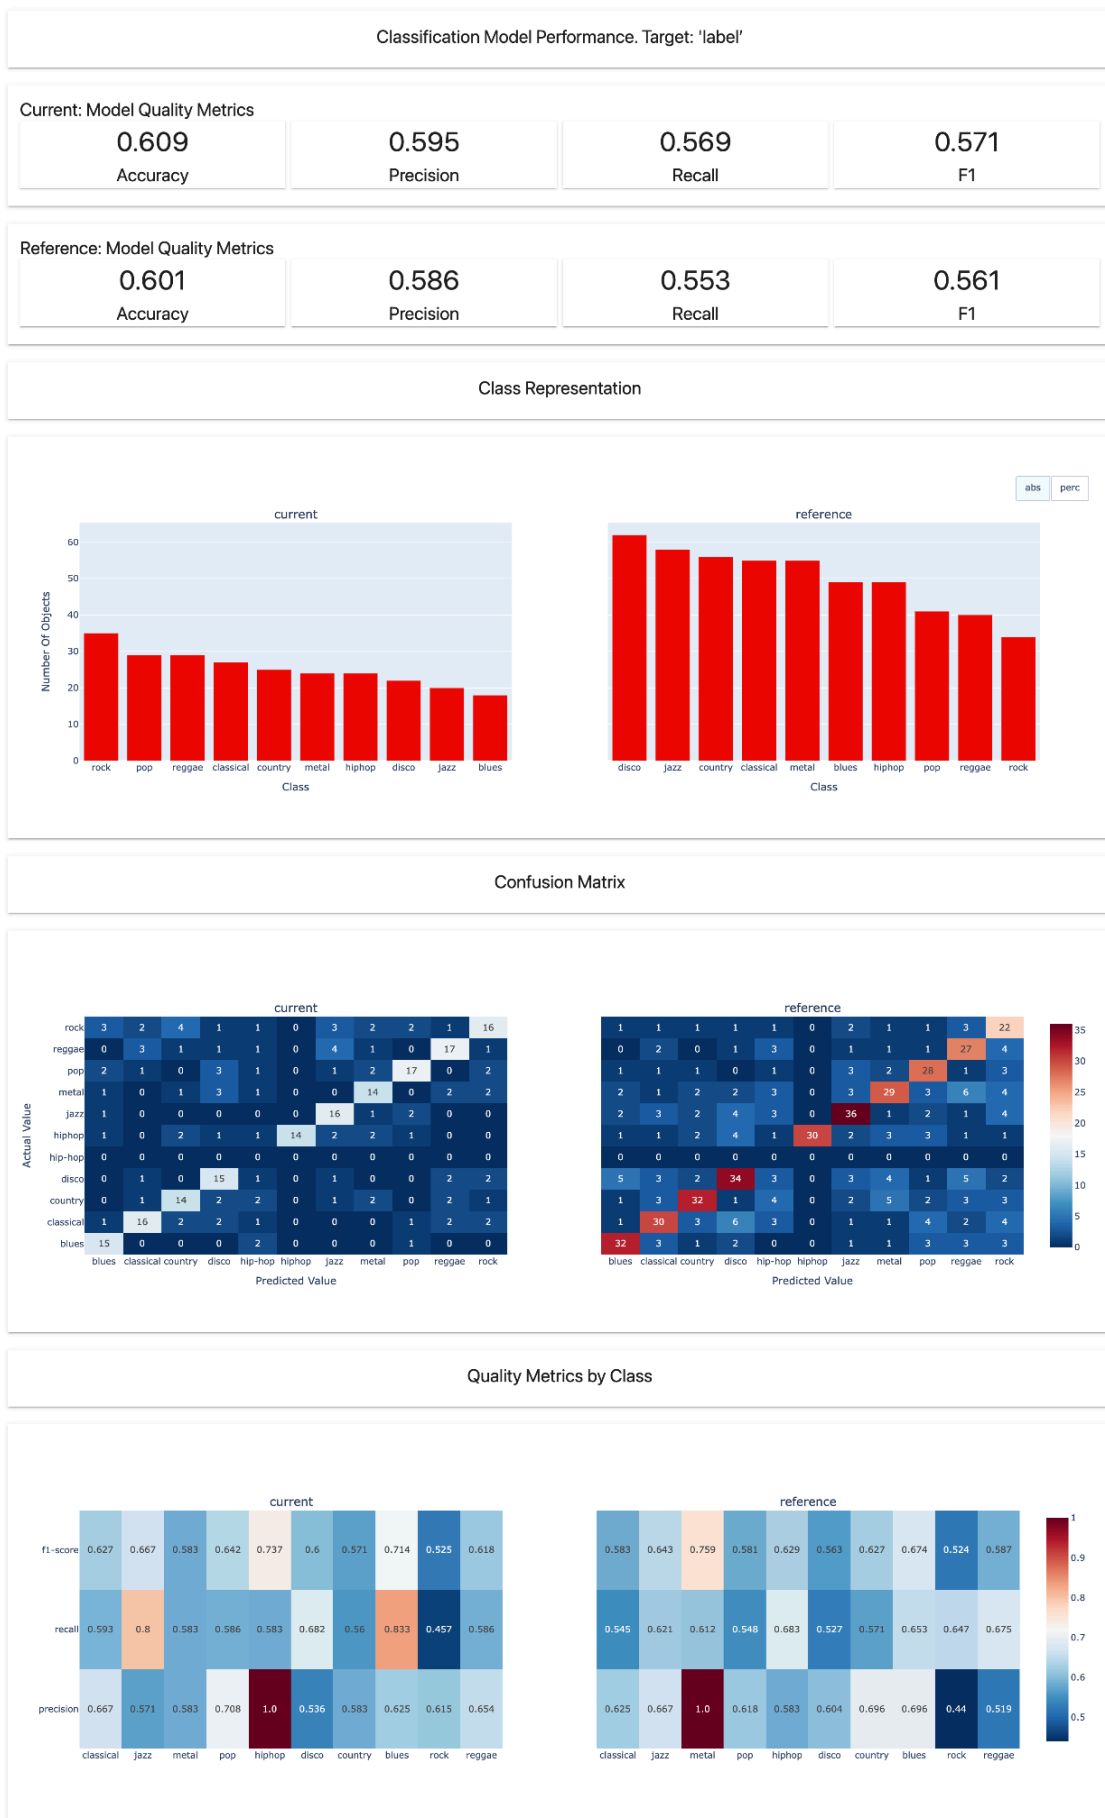 Classification Model Performance. Target: 'label'
Current: Model Quality Metrics
0.609 0.595 0.569 0.571
Accuracy Precision Recall F1
Reference: Model Quality Metrics
0.601 0.586 0.553 0.561
Accuracy Precision Recall F1
Class Representation
abs perc
current reference
Number Of Objects
60
50
40
30
20
10
0
rock pop reggae classical country metal hiphop disco jazz blues disco jazz country classical metal blues hiphop pop reggae rock
Class Class
Confusion Matrix
current reference
Actual Value
rock 3 2 4 1 1 0 3 2 2 1 16 1 1 1 1 1 0 2 1 1 3 22
reggae 0 3 1 1 1 0 4 1 0 17 1 0 2 0 1 3 0 1 1 1 27 4
pop 2 1 0 3 1 0 1 2 17 0 2 1 1 1 0 1 0 3 2 28 1 3
metal 1 0 1 3 1 0 0 14 0 2 2 2 1 2 2 3 0 3 29 3 6 4
jazz 1 0 0 0 0 0 16 1 2 0 0 2 3 2 4 3 0 36 1 2 1 4
hiphop 1 0 2 1 1 14 2 2 1 0 0 1 1 2 4 1 30 2 3 3 1 1
hip-hop 0 0 0 0 0 0 0 0 0 0 0 0 0 0 0 0 0 0 0 0 0 0
disco 0 1 0 15 1 0 1 0 0 2 2 5 3 2 34 3 0 3 4 1 5 2
country 0 1 14 2 2 0 1 2 0 2 1 1 3 32 1 4 0 2 5 2 3 3
classical 1 16 2 2 1 0 0 0 1 2 2 1 30 3 6 3 0 1 1 4 2 4
blues 15 0 0 0 2 0 0 0 1 0 0 32 3 1 2 0 0 1 1 3 3 3
blues classical country disco hip-hop hiphop jazz metal pop reggae rock blues classical country disco hip-hop hiphop jazz metal pop reggae rock
Predicted Value Predicted Value
35
30
25
20
15
10
5
0
Quality Metrics by Class
current reference
f1-score 0.627 0.667 0.583 0.642 0.737 0.6 0.571 0.714 0.525 0.618 0.583 0.643 0.759 0.581 0.629 0.563 0.627 0.674 0.524 0.587
recall 0.593 0.8 0.583 0.586 0.583 0.682 0.56 0.833 0.457 0.586 0.545 0.621 0.612 0.548 0.683 0.527 0.571 0.653 0.647 0.675
precision 0.667 0.571 0.583 0.708 1.0 0.536 0.583 0.625 0.615 0.654 0.625 0.667 1.0 0.618 0.583 0.604 0.696 0.696 0.44 0.519
classical jazz metal pop hiphop disco country blues rock reggae classical jazz metal pop hiphop disco country blues rock reggae
1
0.9
0.8
0.7
0.6
0.5